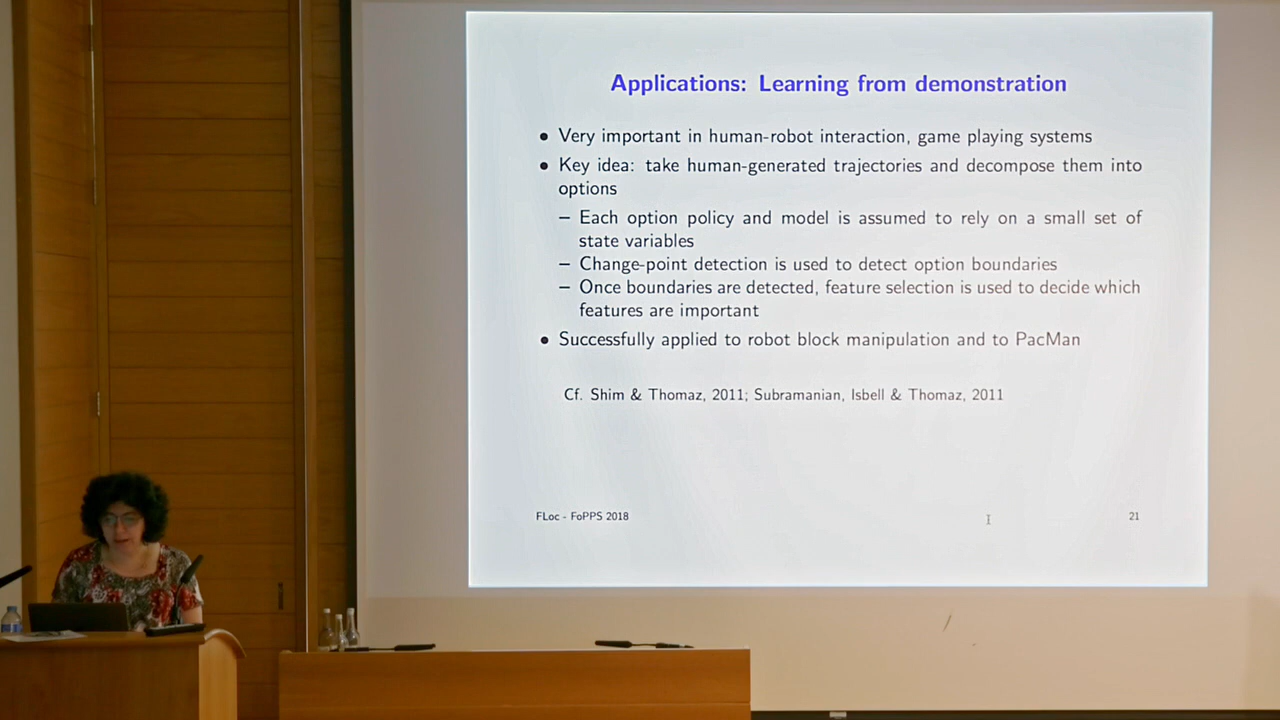 Applications: Learning from demonstration
• Very important in human-robot interaction, game playing systems
• Key idea: take human-generated trajectories and decompose them into
options
– Each option policy and model is assumed to rely on a small set of
state variables
– Change-point detection is used to detect option boundaries
– Once boundaries are detected, feature selection is used to decide which
features are important
• Successfully applied to robot block manipulation and to PacMan
Cf. Shim & Thomaz, 2011; Subramanian, Isbell & Thomaz, 2011
FLoc - FoPPS 2018
21